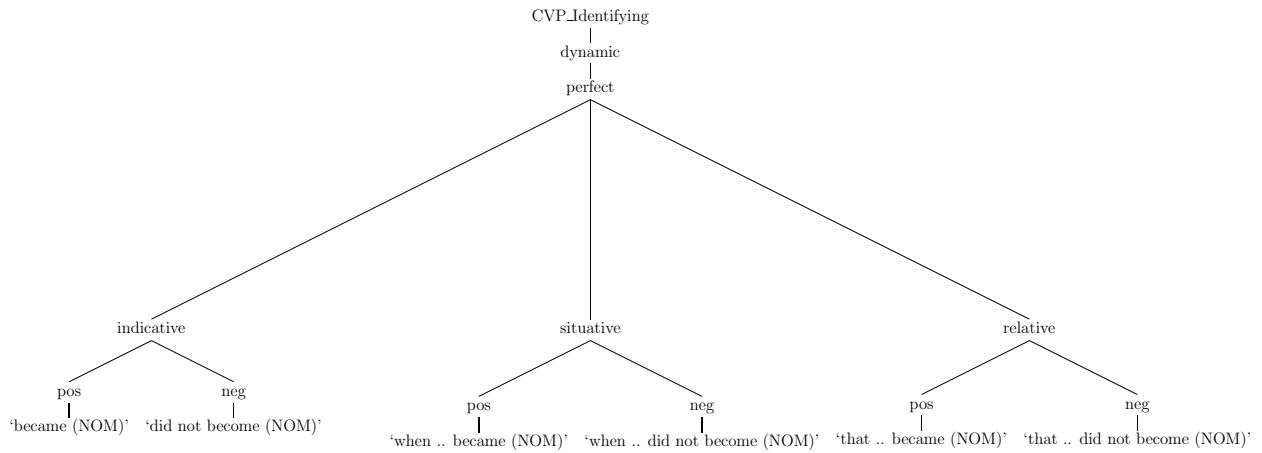 CVP_Identifying
dynamic
perfect
indicative situative relative
pos neg pos neg pos neg
‘became (NOM)’ ‘did not become (NOM)’ ‘when .. became (NOM)’ ‘when .. did not become (NOM)’ ‘that .. became (NOM)’ ‘that .. did not become (NOM)’